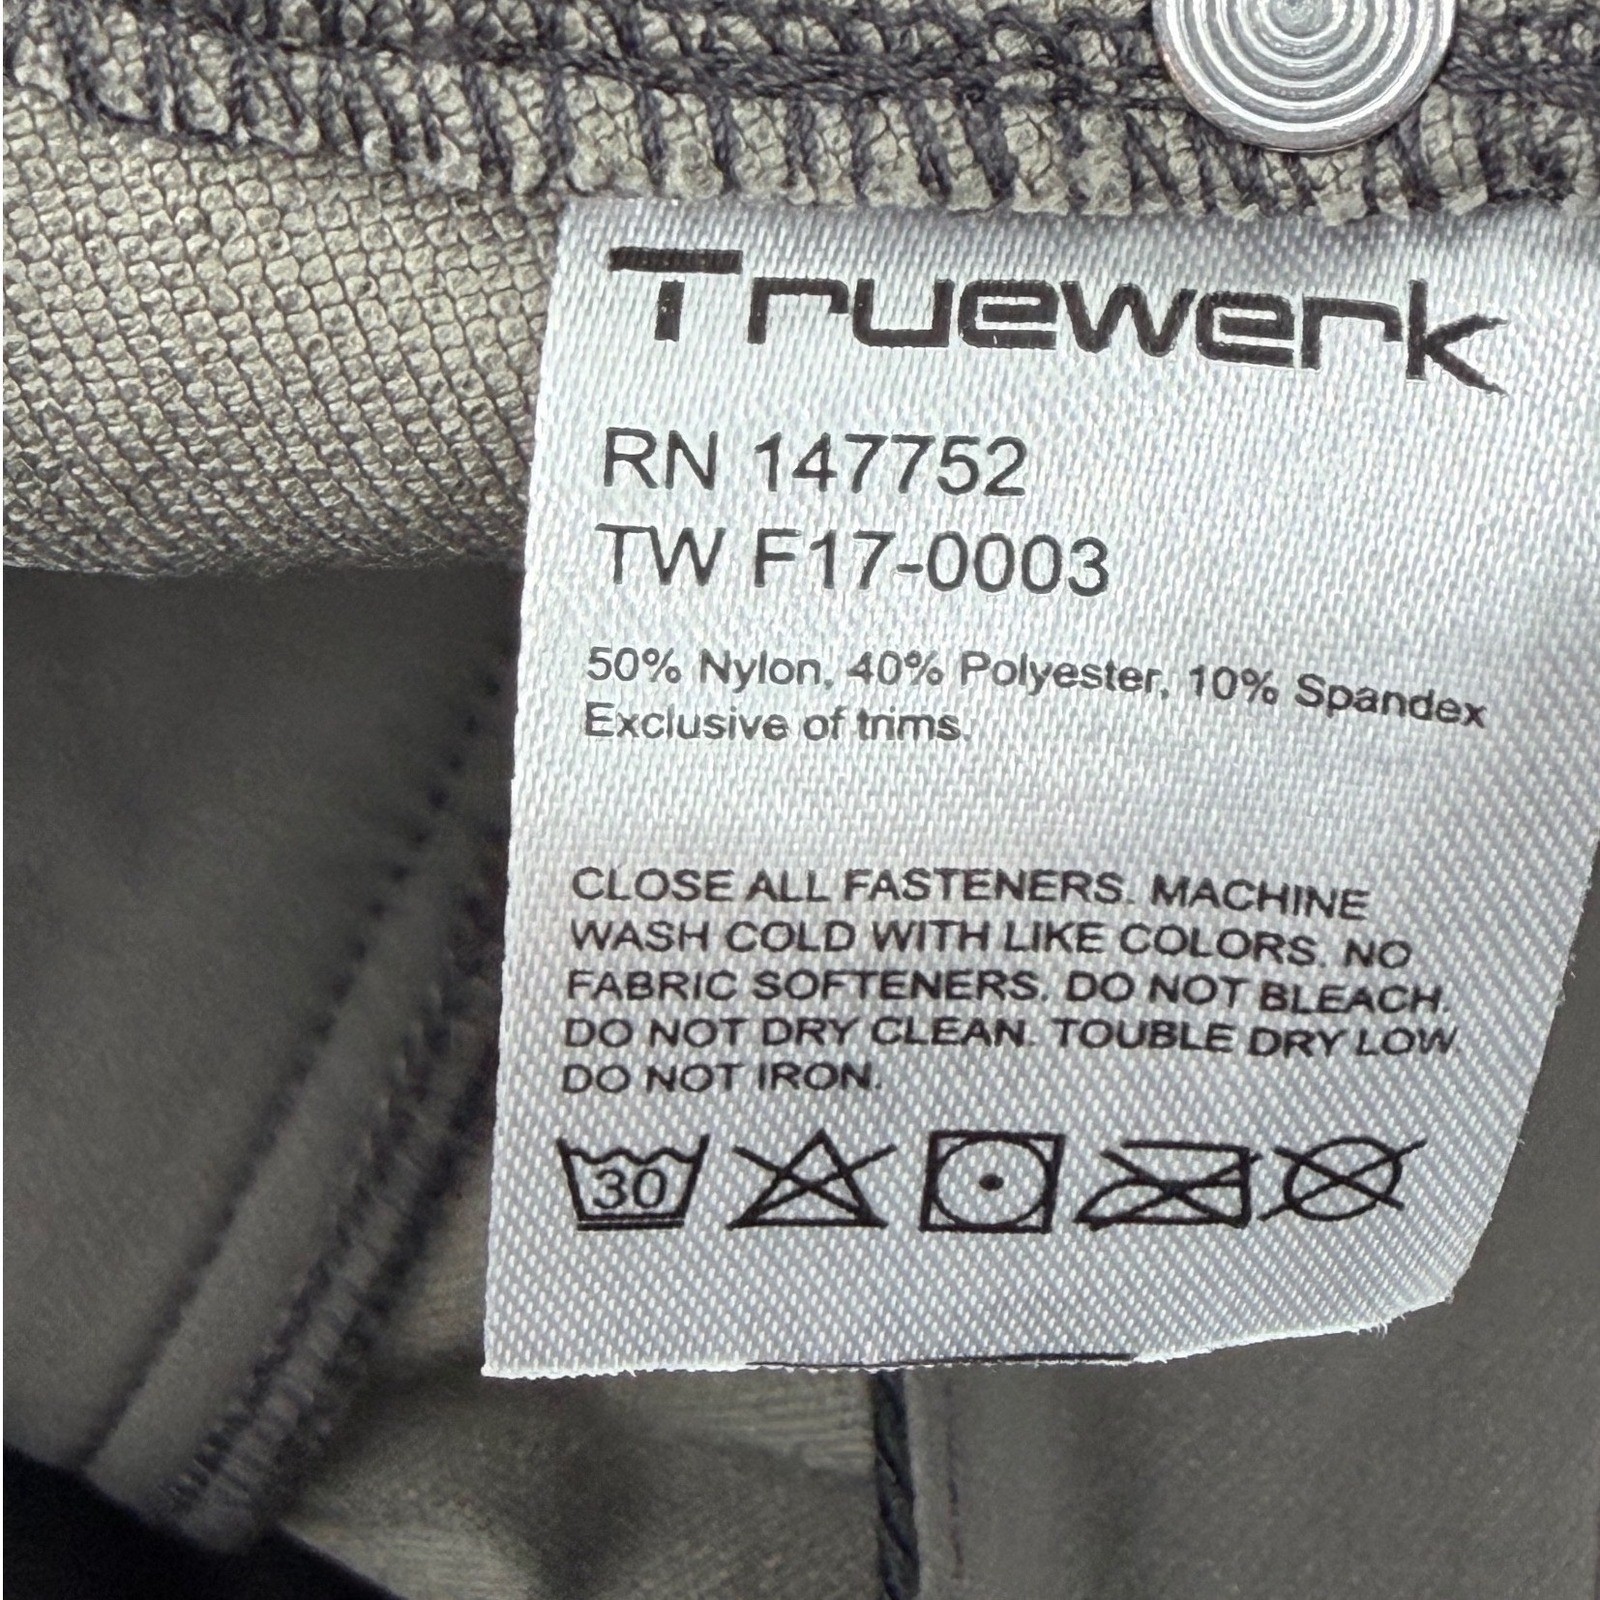 Truewerk
RN 147752
TW F17-0003
50% Nylon, 40% Polyester, 10% Spandex
Exclusive of trims.
CLOSE ALL FASTENERS. MACHINE
WASH COLD WITH LIKE COLORS. NO
FABRIC SOFTENERS. DO NOT BLEACH.
DO NOT DRY CLEAN. TOUBLE DRY LOW.
DO NOT IRON.
30